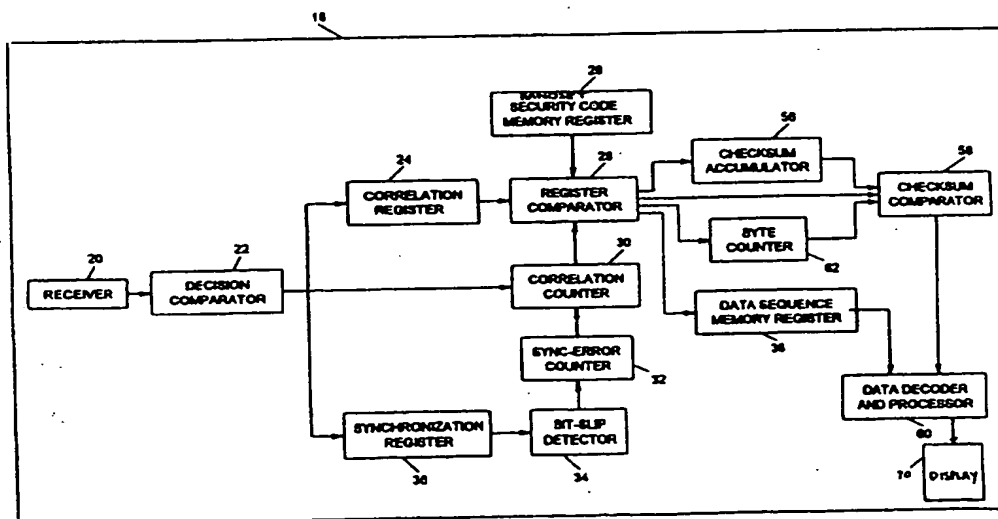 18
26
SECURITY CODE
MEMORY REGISTER
24
CORRELATION
REGISTER
28
REGISTER
COMPARATOR
56
CHECKSUM
ACCUMULATOR
58
CHECKSUM
COMPARATOR
BYTE
COUNTER
62
20
RECEIVER
22
DECISION
COMPARATOR
30
CORRELATION
COUNTER
DATA SEQUENCE
MEMORY REGISTER
38
SYNC-ERROR
COUNTER
32
SYNCHRONIZATION
REGISTER
36
BIT-SLIP
DETECTOR
34
DATA DECODER
AND PROCESSOR
60
70
DISPLAY